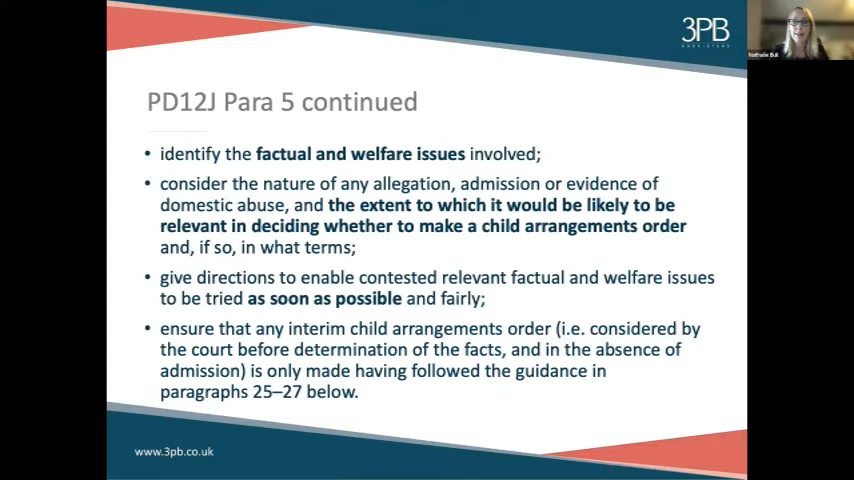 3PB
BARRISTERS
Nathalie Bull
PD12J Para 5 continued
• identify the factual and welfare issues involved;
• consider the nature of any allegation, admission or evidence of
domestic abuse, and the extent to which it would be likely to be
relevant in deciding whether to make a child arrangements order
and, if so, in what terms;
• give directions to enable contested relevant factual and welfare issues
to be tried as soon as possible and fairly;
• ensure that any interim child arrangements order (i.e. considered by
the court before determination of the facts, and in the absence of
admission) is only made having followed the guidance in
paragraphs 25–27 below.
www.3pb.co.uk